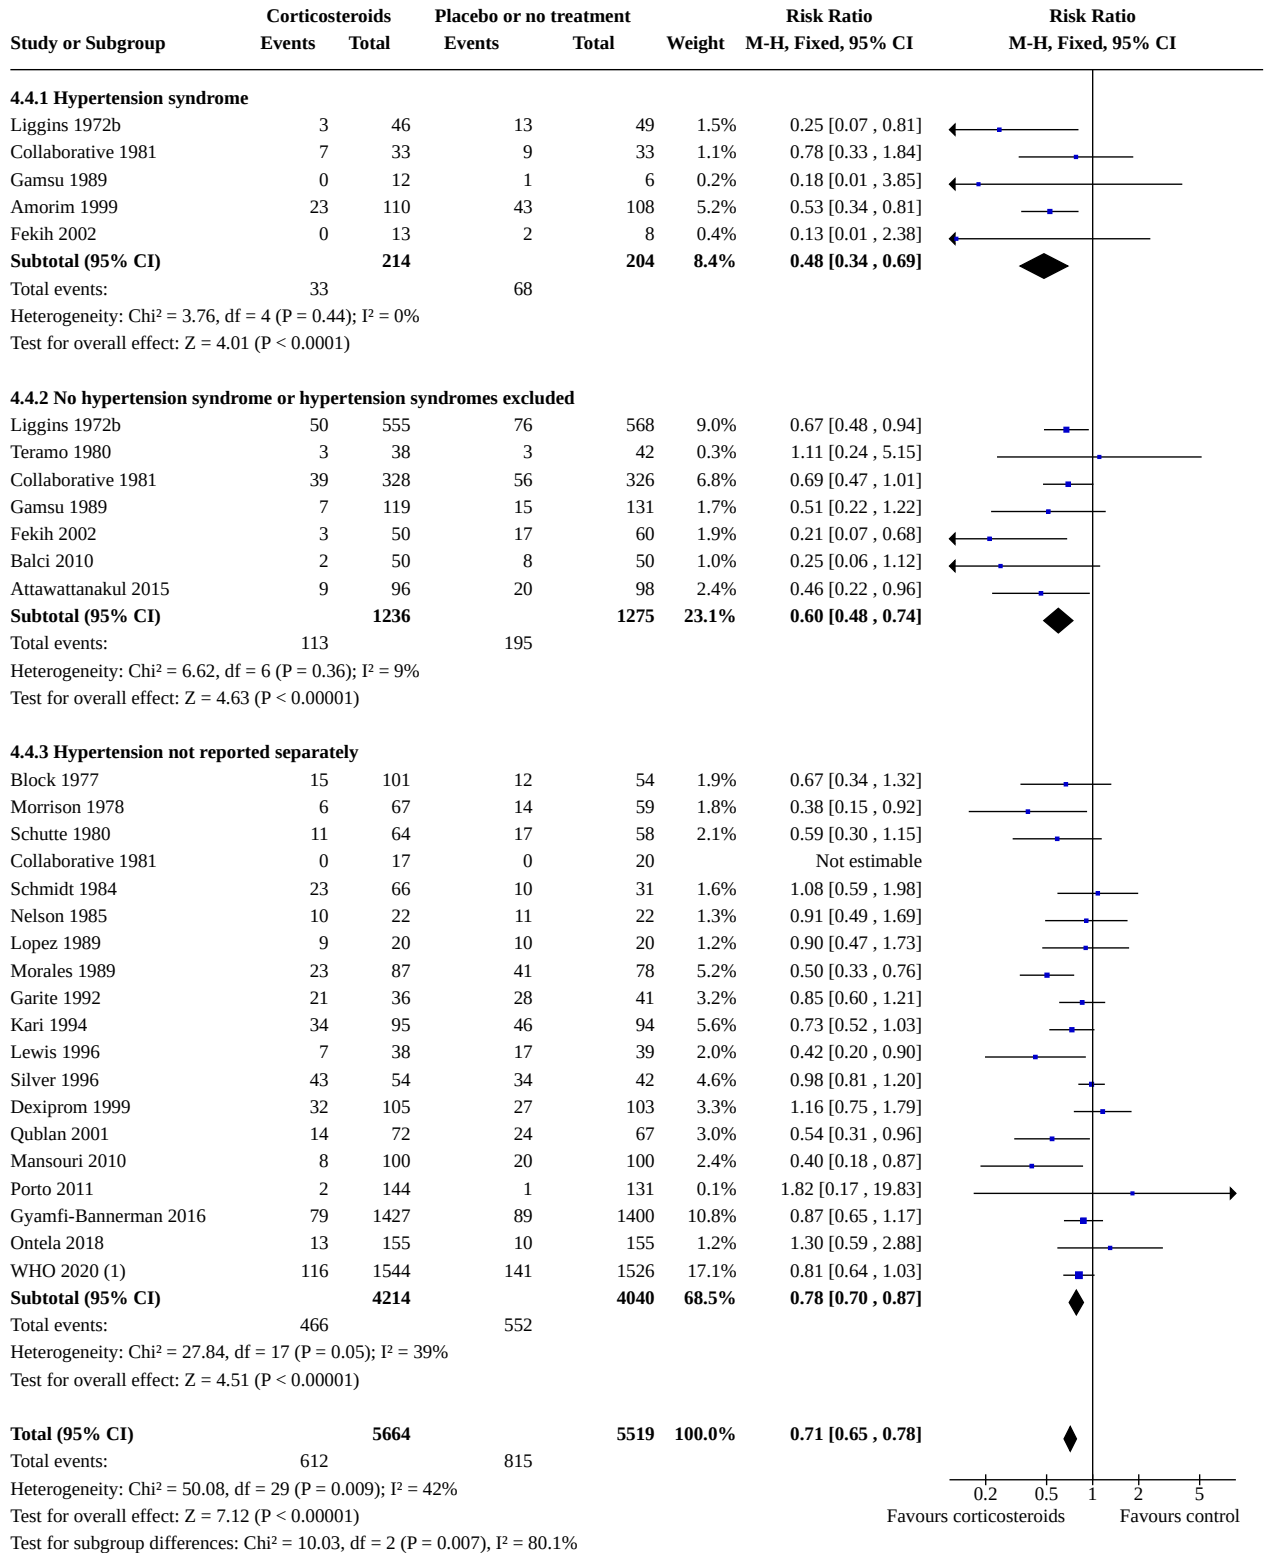 Corticosteroids Placebo or no treatment Risk Ratio Risk Ratio
Study or Subgroup Events Total Events Total Weight M-H, Fixed, 95% CI M-H, Fixed, 95% CI
4.4.1 Hypertension syndrome
Liggins 1972b 3 46 13 49 1.5% 0.25 [0.07 , 0.81]
Collaborative 1981 7 33 9 33 1.1% 0.78 [0.33 , 1.84]
Gamsu 1989 0 12 1 6 0.2% 0.18 [0.01 , 3.85]
Amorim 1999 23 110 43 108 5.2% 0.53 [0.34 , 0.81]
Fekih 2002 0 13 2 8 0.4% 0.13 [0.01 , 2.38]
Subtotal (95% CI) 214 204 8.4% 0.48 [0.34 , 0.69]
Total events: 33 68
Heterogeneity: Chi² = 3.76, df = 4 (P = 0.44); I² = 0%
Test for overall effect: Z = 4.01 (P < 0.0001)
4.4.2 No hypertension syndrome or hypertension syndromes excluded
Liggins 1972b 50 555 76 568 9.0% 0.67 [0.48 , 0.94]
Teramo 1980 3 38 3 42 0.3% 1.11 [0.24 , 5.15]
Collaborative 1981 39 328 56 326 6.8% 0.69 [0.47 , 1.01]
Gamsu 1989 7 119 15 131 1.7% 0.51 [0.22 , 1.22]
Fekih 2002 3 50 17 60 1.9% 0.21 [0.07 , 0.68]
Balci 2010 2 50 8 50 1.0% 0.25 [0.06 , 1.12]
Attawattanakul 2015 9 96 20 98 2.4% 0.46 [0.22 , 0.96]
Subtotal (95% CI) 1236 1275 23.1% 0.60 [0.48 , 0.74]
Total events: 113 195
Heterogeneity: Chi² = 6.62, df = 6 (P = 0.36); I² = 9%
Test for overall effect: Z = 4.63 (P < 0.00001)
4.4.3 Hypertension not reported separately
Block 1977 15 101 12 54 1.9% 0.67 [0.34 , 1.32]
Morrison 1978 6 67 14 59 1.8% 0.38 [0.15 , 0.92]
Schutte 1980 11 64 17 58 2.1% 0.59 [0.30 , 1.15]
Collaborative 1981 0 17 0 20 Not estimable
Schmidt 1984 23 66 10 31 1.6% 1.08 [0.59 , 1.98]
Nelson 1985 10 22 11 22 1.3% 0.91 [0.49 , 1.69]
Lopez 1989 9 20 10 20 1.2% 0.90 [0.47 , 1.73]
Morales 1989 23 87 41 78 5.2% 0.50 [0.33 , 0.76]
Garite 1992 21 36 28 41 3.2% 0.85 [0.60 , 1.21]
Kari 1994 34 95 46 94 5.6% 0.73 [0.52 , 1.03]
Lewis 1996 7 38 17 39 2.0% 0.42 [0.20 , 0.90]
Silver 1996 43 54 34 42 4.6% 0.98 [0.81 , 1.20]
Dexiprom 1999 32 105 27 103 3.3% 1.16 [0.75 , 1.79]
Qublan 2001 14 72 24 67 3.0% 0.54 [0.31 , 0.96]
Mansouri 2010 8 100 20 100 2.4% 0.40 [0.18 , 0.87]
Porto 2011 2 144 1 131 0.1% 1.82 [0.17 , 19.83]
Gyamfi-Bannerman 2016 79 1427 89 1400 10.8% 0.87 [0.65 , 1.17]
Ontela 2018 13 155 10 155 1.2% 1.30 [0.59 , 2.88]
WHO 2020 (1) 116 1544 141 1526 17.1% 0.81 [0.64 , 1.03]
Subtotal (95% CI) 4214 4040 68.5% 0.78 [0.70 , 0.87]
Total events: 466 552
Heterogeneity: Chi² = 27.84, df = 17 (P = 0.05); I² = 39%
Test for overall effect: Z = 4.51 (P < 0.00001)
Total (95% CI) 5664 5519 100.0% 0.71 [0.65 , 0.78]
Total events: 612 815
Heterogeneity: Chi² = 50.08, df = 29 (P = 0.009); I² = 42%
0.2 0.5 1 2 5
Test for overall effect: Z = 7.12 (P < 0.00001) Favours corticosteroids Favours control
Test for subgroup differences: Chi² = 10.03, df = 2 (P = 0.007), I² = 80.1%